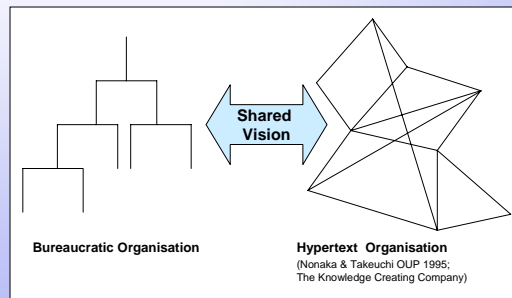 Shared
Vision
Bureaucratic Organisation
Hypertext Organisation
(Nonaka & Takeuchi OUP 1995;
The Knowledge Creating Company)